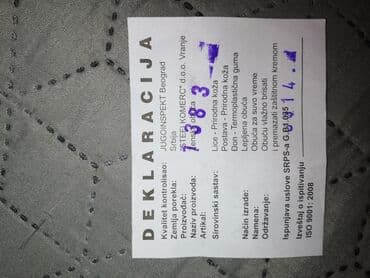 DEKLARACIJA
Kvalitet kontrolisao: JUGOINSPEKT Beograd
Zemlja porekla: Srbija
Proizvođač: KOMERC" d.o.o. Vranje
Naziv proizvoda: obuća
Artikal: 7383
Sirovinski sastav: Lice - Prirodna koža
Postava - Prirodna koža
Đon - Termoplastična guma
Način izrade: Lepljena obuća
Namena: Obuća za suvo vreme
Održavanje: Obuću vlažno brisati
i premazati zaštitnom kremom
Ispunjava uslove SRPS-a
Izveštaj o ispitivanju
ISO 9001: 2008